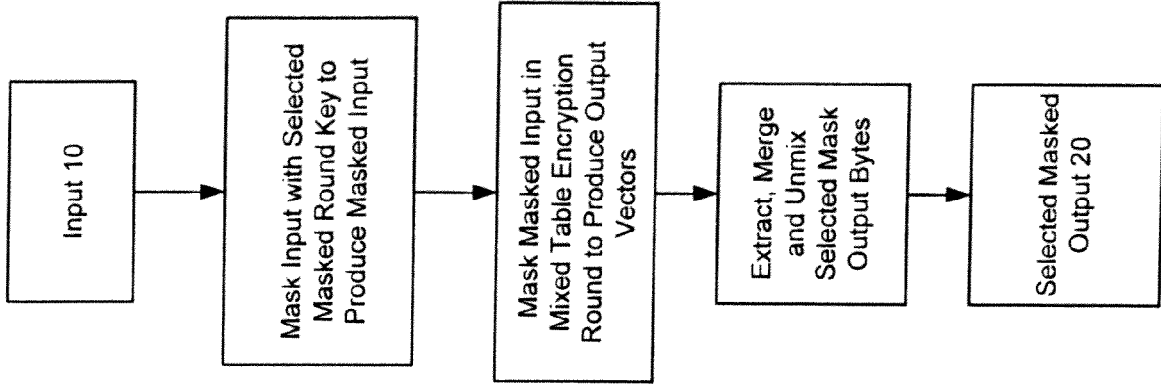 Input 10
Mask Input with Selected
Masked Round Key to
Produce Masked Input
Mask Masked Input in
Mixed Table Encryption
Round to Produce Output
Vectors
Extract, Merge
and Unmix
Selected Mask
Output Bytes
Selected Masked
Output 20